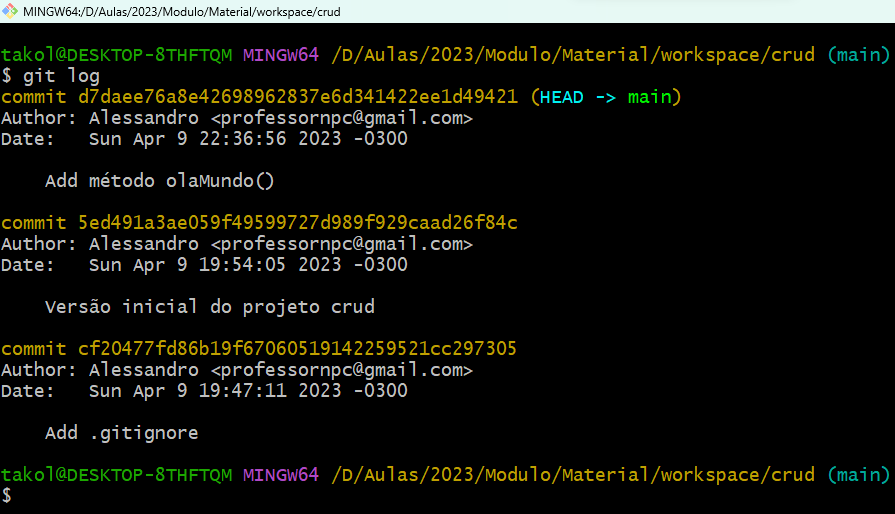 MINGW64:/D/Aulas/2023/Modulo/Material/workspace/crud
takol@DESKTOP-8THFTQM MINGW64 /D/Aulas/2023/Modulo/Material/workspace/crud (main)
$ git log
commit d7daee76a8e42698962837e6d341422ee1d49421 (HEAD -> main)
Author: Alessandro <professornpc@gmail.com>
Date:   Sun Apr 9 22:36:56 2023 -0300
    Add método olaMundo()
commit 5ed491a3ae059f49599727d989f929caad26f84c
Author: Alessandro <professornpc@gmail.com>
Date:   Sun Apr 9 19:54:05 2023 -0300
    Versão inicial do projeto crud
commit cf20477fd86b19f67060519142259521cc297305
Author: Alessandro <professornpc@gmail.com>
Date:   Sun Apr 9 19:47:11 2023 -0300
    Add .gitignore
takol@DESKTOP-8THFTQM MINGW64 /D/Aulas/2023/Modulo/Material/workspace/crud (main)
$